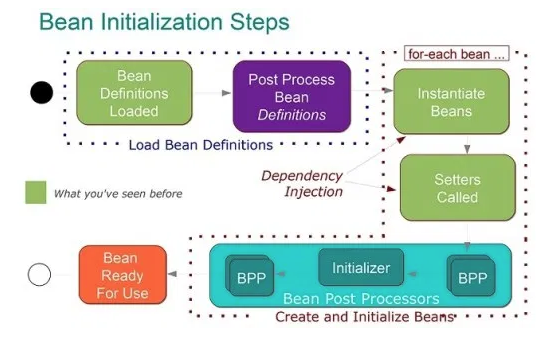 Bean Initialization Steps
for-each bean ...
Bean
Definitions
Loaded
Post Process
Bean
Definitions
Instantiate
Beans
Load Bean Definitions
Dependency
Injection
Setters
Called
What you've seen before
Bean
Ready
For Use
BPP
Initializer
BPP
Bean Post Processors
Create and Initialize Beans